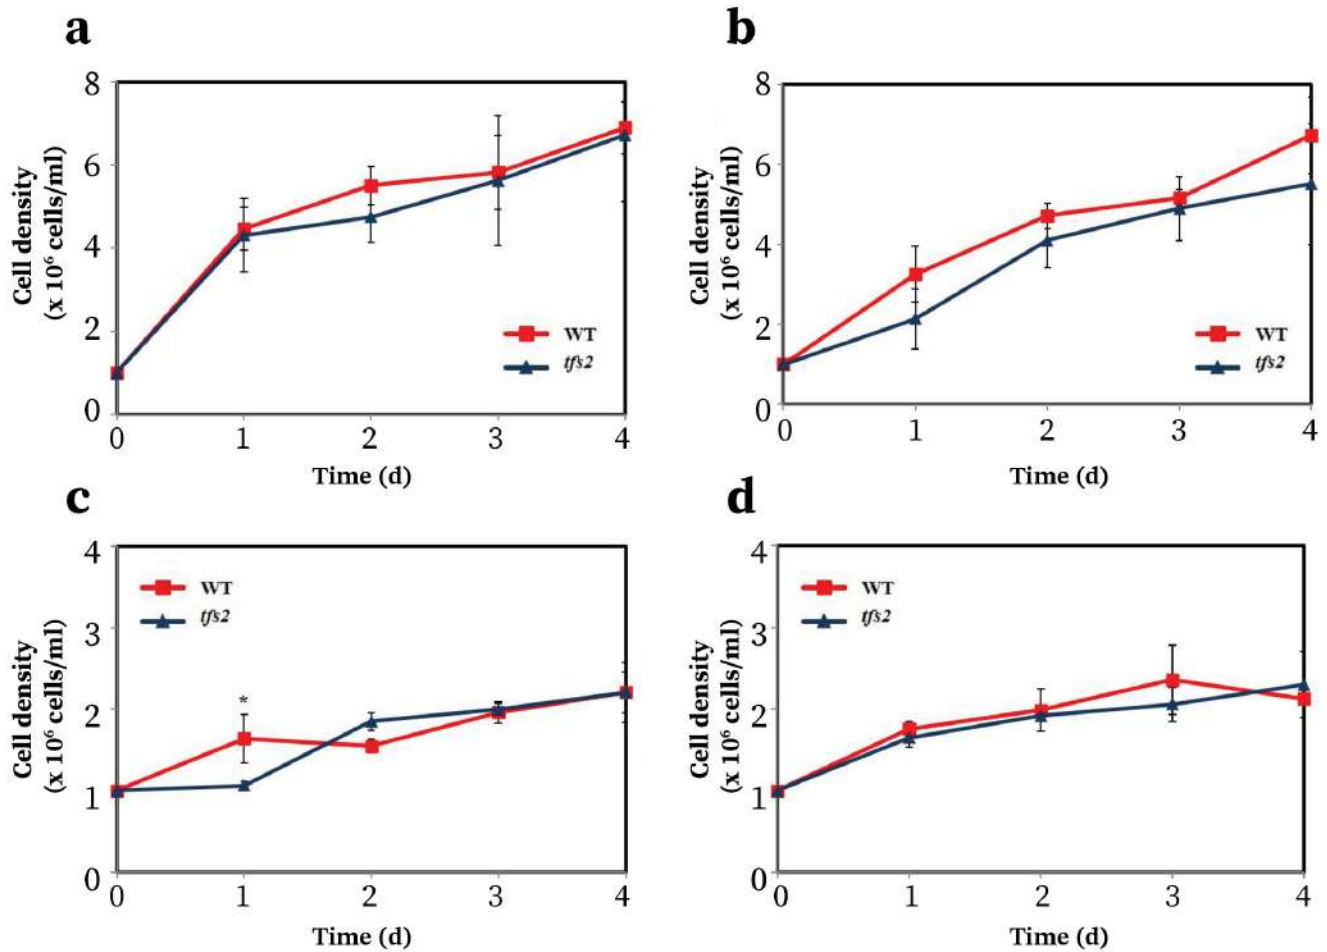 a
8
6
4
2
0
Cell density
(x 10⁶ cells/ml)
WT
tfs2
0 1 2 3 4
Time (d)
b
8
6
4
2
0
Cell density
(x 10⁶ cells/ml)
WT
tfs2
0 1 2 3 4
Time (d)
c
4
3
2
1
0
Cell density
(x 10⁶ cells/ml)
WT
tfs2
*
0 1 2 3 4
Time (d)
d
4
3
2
1
0
Cell density
(x 10⁶ cells/ml)
WT
tfs2
0 1 2 3 4
Time (d)